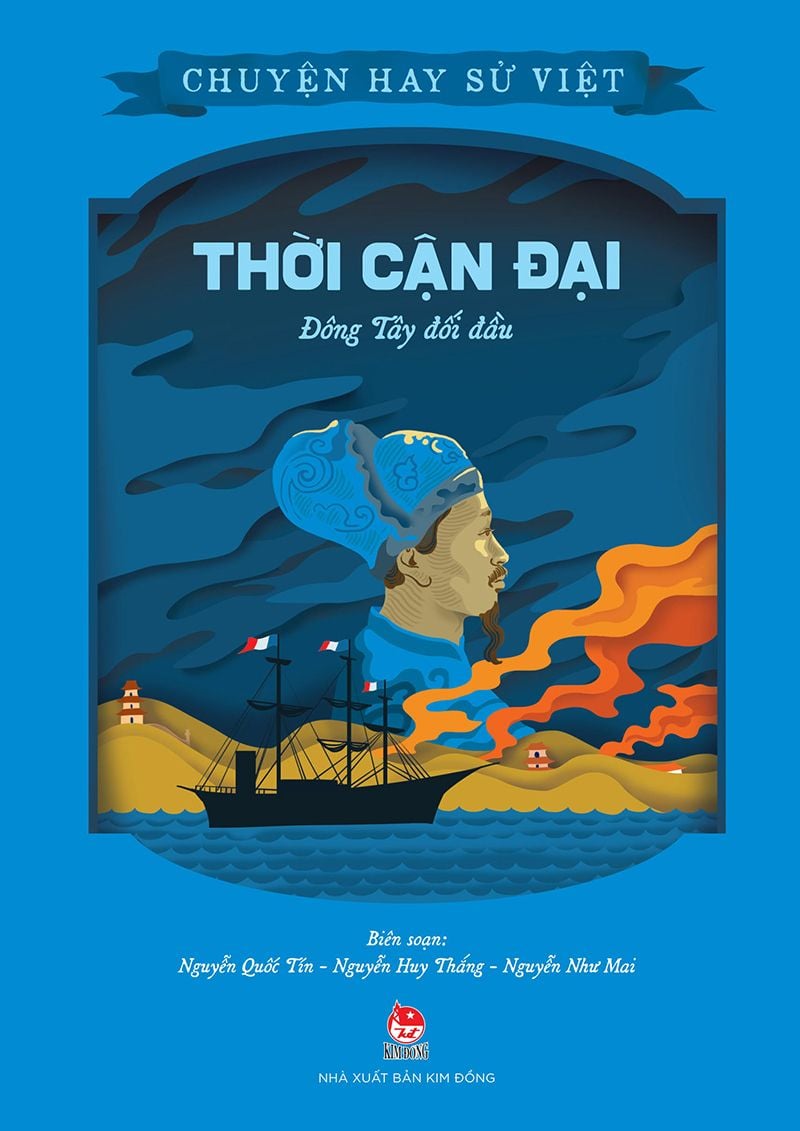 CHUYỆN HAY SỬ VIỆT
THỜI CẬN ĐẠI
Đông Tây đối đầu
Biên soạn:
Nguyễn Quốc Tín - Nguyễn Huy Thắng - Nguyễn Như Mai
kđ
KIM ĐỒNG
NHÀ XUẤT BẢN KIM ĐỒNG